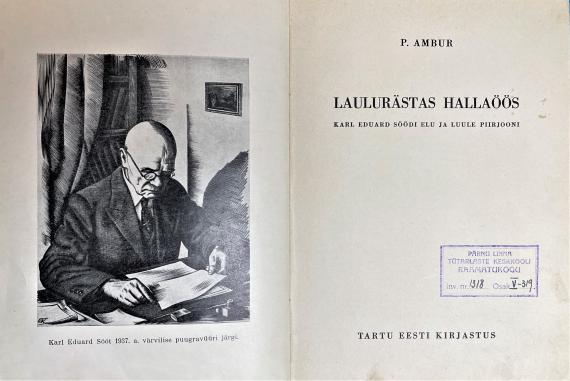 Karl Eduard Sööt 1937. a. värvilise puugravüüri järgi.
P. AMBUR
LAULURÄSTAS HALLAÖÖS
KARL EDUARD SÖÖDI ELU JA LUULE PIIRJOONI
PÄRNU LINNA
TÜTARLASTE KESKKOOLI
RAAMATUKOGU
Inv. nr. 1318 Osak. V-319.
TARTU EESTI KIRJASTUS